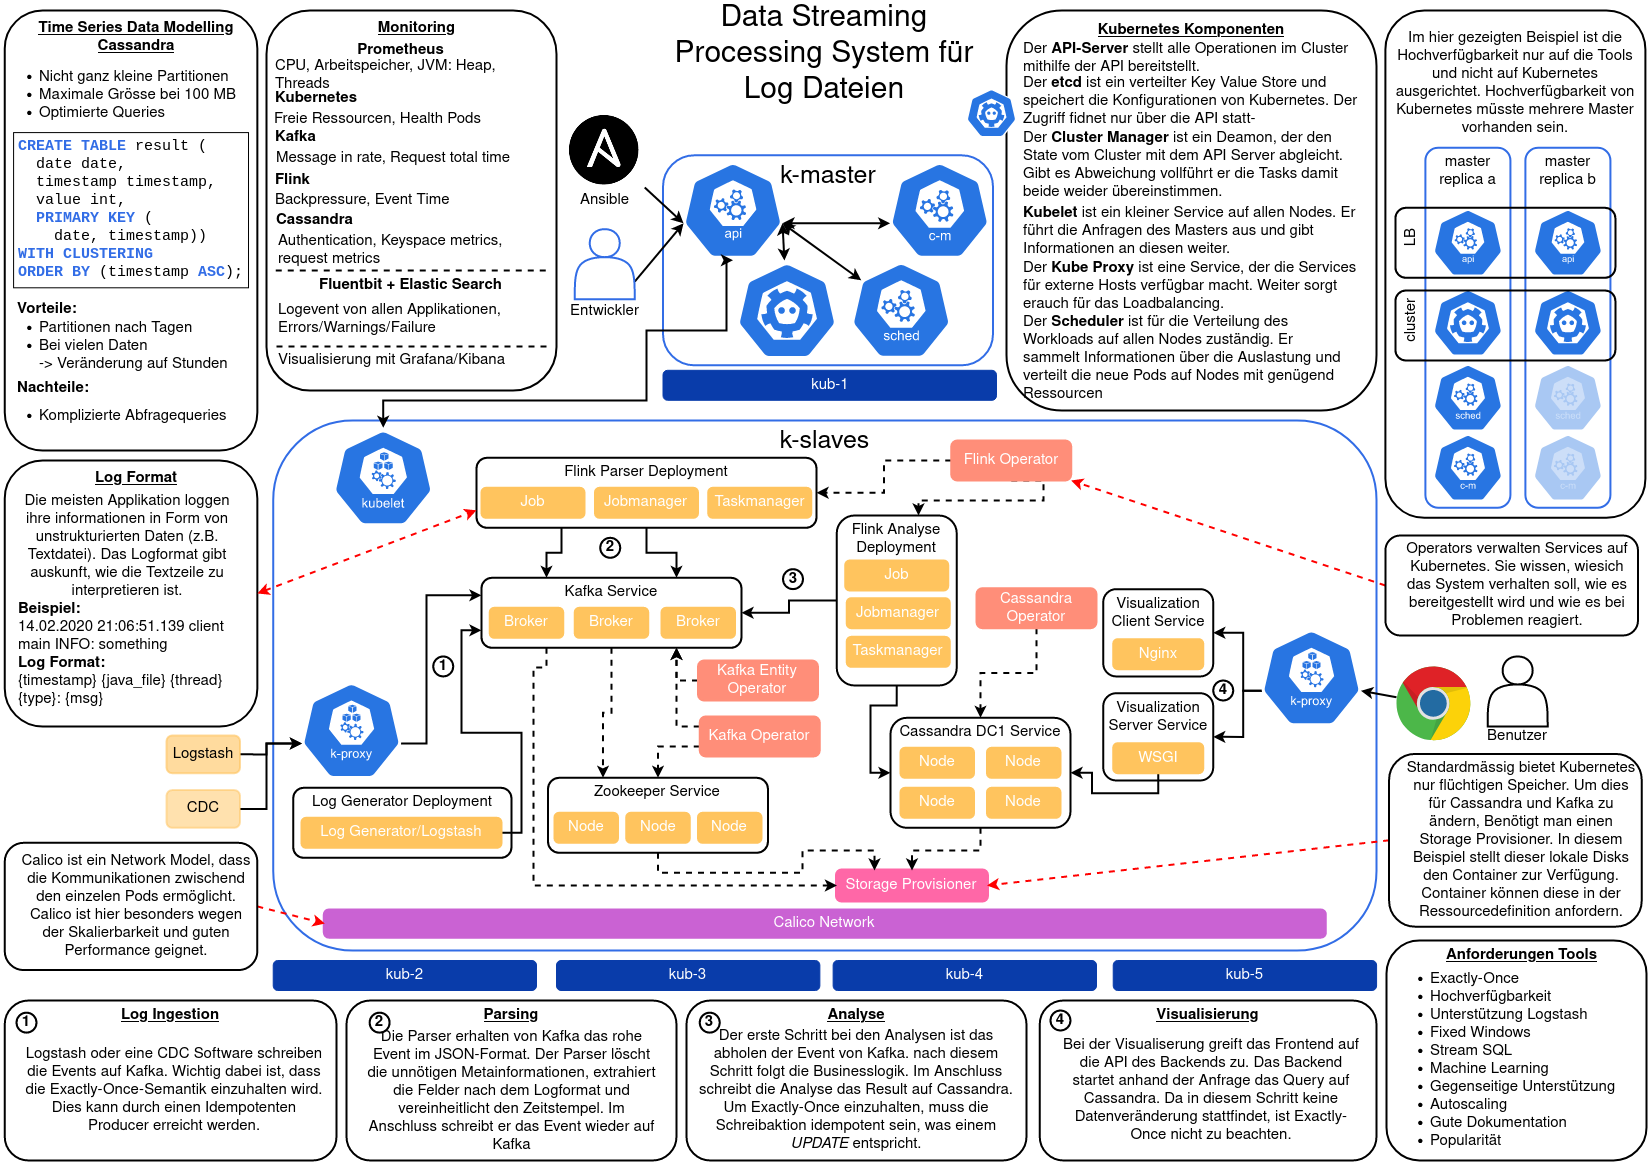 Data Streaming
Processing System für
Log Dateien
Time Series Data Modelling
Cassandra
Nicht ganz kleine Partitionen
Maximale Grösse bei 100 MB
Optimierte Queries
CREATE TABLE result (
date date,
timestamp timestamp,
value int,
PRIMARY KEY (
date, timestamp))
WITH CLUSTERING
ORDER BY (timestamp ASC);
Vorteile:
Partitionen nach Tagen
Bei vielen Daten
-> Veränderung auf Stunden
Nachteile:
Komplizierte Abfragequeries
Monitoring
Prometheus
CPU, Arbeitspeicher, JVM: Heap,
Threads
Kubernetes
Freie Ressourcen, Health Pods
Kafka
Message in rate, Request total time
Flink
Backpressure, Event Time
Cassandra
Authentication, Keyspace metrics,
request metrics
Fluentbit + Elastic Search
Logevent von allen Applikationen,
Errors/Warnings/Failure
Visualisierung mit Grafana/Kibana
Ansible
Entwickler
k-master
api
c-m
sched
kub-1
Kubernetes Komponenten
Der API-Server stellt alle Operationen im Cluster
mithilfe der API bereitstellt.
Der etcd ist ein verteilter Key Value Store und
speichert die Konfigurationen von Kubernetes. Der
Zugriff fidnet nur über die API statt-
Der Cluster Manager ist ein Deamon, der den
State vom Cluster mit dem API Server abgleicht.
Gibt es Abweichung vollführt er die Tasks damit
beide weider übereinstimmen.
Kubelet ist ein kleiner Service auf allen Nodes. Er
führt die Anfragen des Masters aus und gibt
Informationen an diesen weiter.
Der Kube Proxy ist eine Service, der die Services
für externe Hosts verfügbar macht. Weiter sorgt
erauch für das Loadbalancing.
Der Scheduler ist für die Verteilung des
Workloads auf allen Nodes zuständig. Er
sammelt Informationen über die Auslastung und
verteilt die neue Pods auf Nodes mit genügend
Ressourcen
Im hier gezeigten Beispiel ist die
Hochverfügbarkeit nur auf die Tools
und nicht auf Kubernetes
ausgerichtet. Hochverfügbarkeit von
Kubernetes müsste mehrere Master
vorhanden sein.
master
replica a
master
replica b
LB
api
api
cluster
sched
sched
c-m
c-m
Log Format
Die meisten Applikation loggen
ihre informationen in Form von
unstrukturierten Daten (z.B.
Textdatei). Das Logformat gibt
auskunft, wie die Textzeile zu
interpretieren ist.
Beispiel:
14.02.2020 21:06:51.139 client
main INFO: something
Log Format:
{timestamp} {java_file} {thread}
{type}: {msg}
k-slaves
kubelet
Flink Parser Deployment
Job
Jobmanager
Taskmanager
Flink Operator
2
Flink Analyse
Deployment
Job
Jobmanager
Taskmanager
Kafka Service
Broker
Broker
Broker
3
1
Cassandra
Operator
Visualization
Client Service
Nginx
Kafka Entity
Operator
Kafka Operator
4
Visualization
Server Service
WSGI
k-proxy
Operators verwalten Services auf
Kubernetes. Sie wissen, wiesich
das System verhalten soll, wie es
bereitgestellt wird und wie es bei
Problemen reagiert.
Benutzer
Logstash
CDC
k-proxy
Log Generator Deployment
Log Generator/Logstash
Zookeeper Service
Node
Node
Node
Cassandra DC1 Service
Node
Node
Node
Node
Storage Provisioner
Calico Network
Standardmässig bietet Kubernetes
nur flüchtigen Speicher. Um dies
für Cassandra und Kafka zu
ändern, Benötigt man einen
Storage Provisioner. In diesem
Beispiel stellt dieser lokale Disks
den Container zur Verfügung.
Container können diese in der
Ressourcedefinition anfordern.
Calico ist ein Network Model, dass
die Kommunikationen zwischend
den einzelen Pods ermöglicht.
Calico ist hier besonders wegen
der Skalierbarkeit und guten
Performance geignet.
kub-2
kub-3
kub-4
kub-5
1
Log Ingestion
Logstash oder eine CDC Software schreiben
die Events auf Kafka. Wichtig dabei ist, dass
die Exactly-Once-Semantik einzuhalten wird.
Dies kann durch einen Idempotenten
Producer erreicht werden.
2
Parsing
Die Parser erhalten von Kafka das rohe
Event im JSON-Format. Der Parser löscht
die unnötigen Metainformationen, extrahiert
die Felder nach dem Logformat und
vereinheitlicht den Zeitstempel. Im
Anschluss schreibt er das Event wieder auf
Kafka
3
Analyse
Der erste Schritt bei den Analysen ist das
abholen der Event von Kafka. nach diesem
Schritt folgt die Businesslogik. Im Anschluss
schreibt die Analyse das Result auf Cassandra.
Um Exactly-Once einzuhalten, muss die
Schreibaktion idempotent sein, was einem
UPDATE entspricht.
4
Visualisierung
Bei der Visualiserung greift das Frontend auf
die API des Backends zu. Das Backend
startet anhand der Anfrage das Query auf
Cassandra. Da in diesem Schritt keine
Datenveränderung stattfindet, ist Exactly-
Once nicht zu beachten.
Anforderungen Tools
Exactly-Once
Hochverfügbarkeit
Unterstützung Logstash
Fixed Windows
Stream SQL
Machine Learning
Gegenseitige Unterstützung
Autoscaling
Gute Dokumentation
Popularität